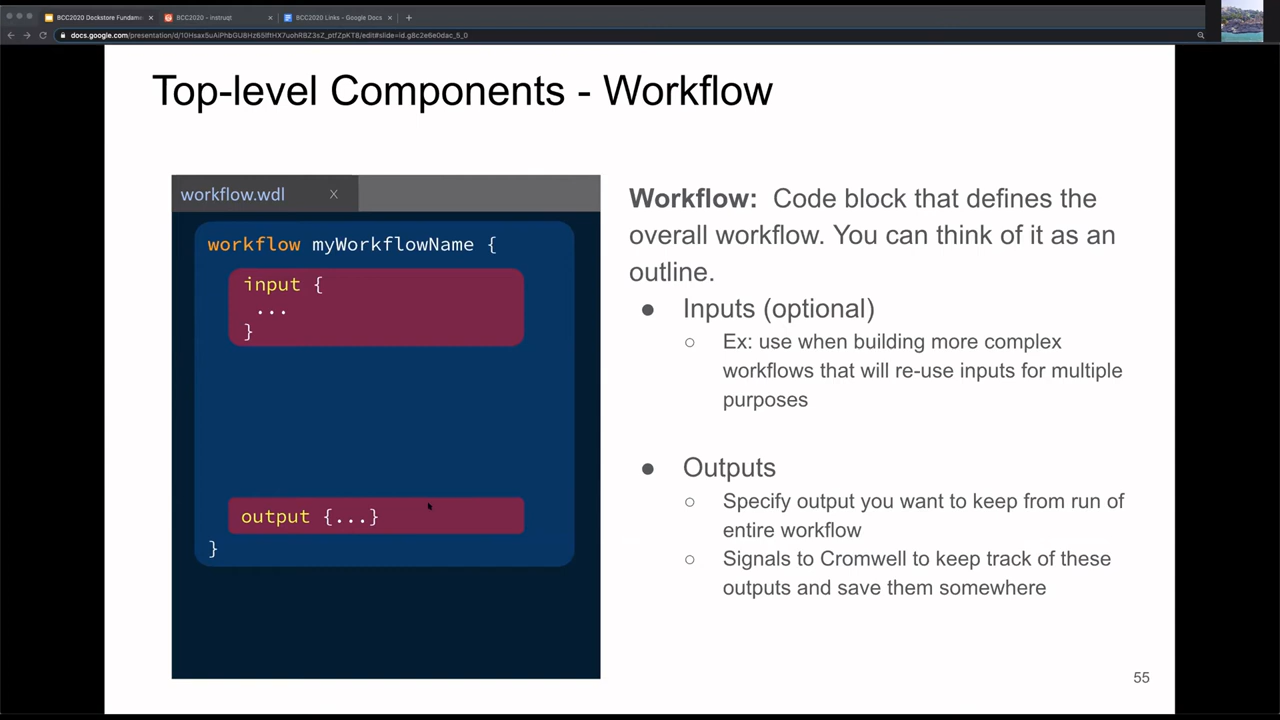 BCC2020 Dockstore Fundame
BCC2020 - instruqt
BCC2020 Links - Google Docs
Top-level Components - Workflow
workflow.wdl X
workflow myWorkflowName {
input {
...
}
output {...}
}
Workflow: Code block that defines the
overall workflow. You can think of it as an
outline.
● Inputs (optional)
○ Ex: use when building more complex
workflows that will re-use inputs for multiple
purposes
● Outputs
○ Specify output you want to keep from run of
entire workflow
○ Signals to Cromwell to keep track of these
outputs and save them somewhere
55